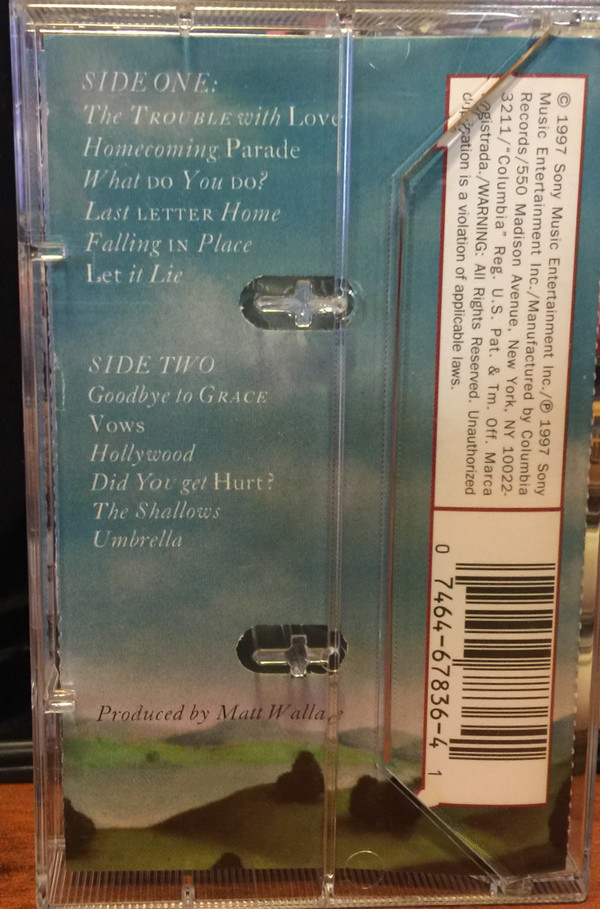 SIDE ONE:
The TROUBLE with Love
Homecoming Parade
What DO You DO?
Last LETTER Home
Falling IN Place
Let it Lie
SIDE TWO
Goodbye to GRACE
Vows
Hollywood
Did YOU get Hurt?
The Shallows
Umbrella
Produced by Matt Wallace
© 1997 Sony Music Entertainment Inc./℗ 1997 Sony
Music Entertainment Inc./Manufactured by Columbia
Records/550 Madison Avenue, New York, NY 10022-
3211/"Columbia" Reg. U.S. Pat. & Tm. Off. Marca
Registrada./WARNING: All Rights Reserved. Unauthorized
duplication is a violation of applicable laws.
0 7464-67836-4 1